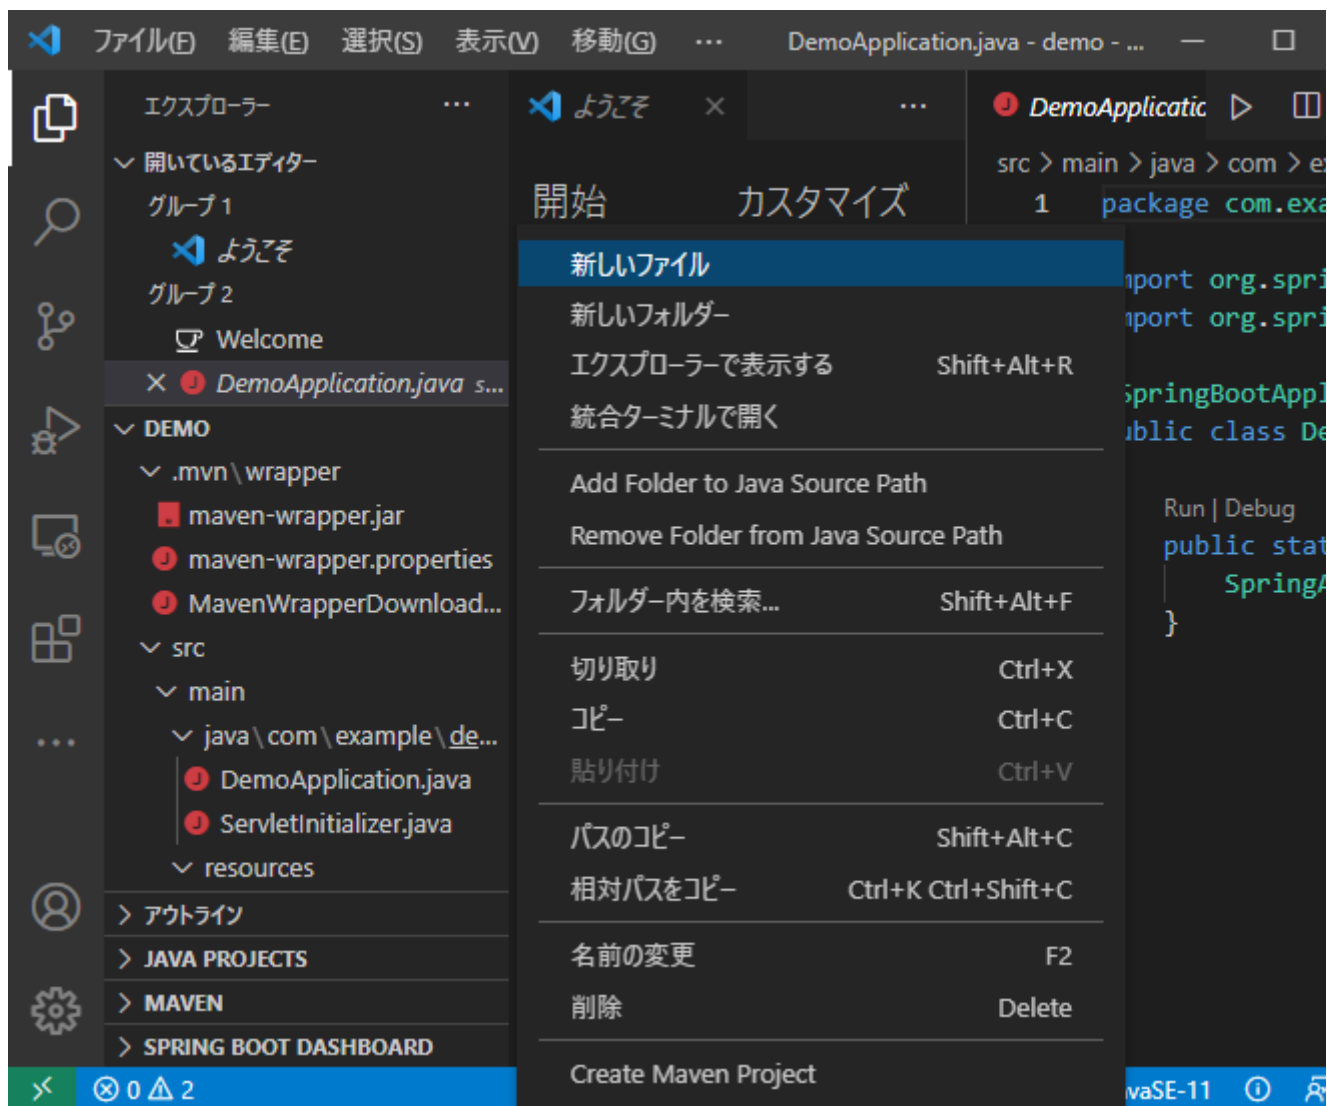 ファイル(F) 編集(E) 選択(S) 表示(V) 移動(G) ··· DemoApplication.java - demo - ...
エクスプローラー ···
開いているエディター
グループ 1
ようこそ
グループ 2
Welcome
DemoApplication.java s...
DEMO
.mvn\wrapper
maven-wrapper.jar
maven-wrapper.properties
MavenWrapperDownload...
src
main
java\com\example\de...
DemoApplication.java
ServletInitializer.java
resources
アウトライン
JAVA PROJECTS
MAVEN
SPRING BOOT DASHBOARD
0 2
ようこそ ···
開始 カスタマイズ
新しいファイル
新しいフォルダー
エクスプローラーで表示する Shift+Alt+R
統合ターミナルで開く
Add Folder to Java Source Path
Remove Folder from Java Source Path
フォルダー内を検索... Shift+Alt+F
切り取り Ctrl+X
コピー Ctrl+C
貼り付け Ctrl+V
パスのコピー Shift+Alt+C
相対パスをコピー Ctrl+K Ctrl+Shift+C
名前の変更 F2
削除 Delete
Create Maven Project
DemoApplicatic
src > main > java > com > e
1 package com.exa
mport org.spri
mport org.spri
SpringBootAppl
ublic class De
Run | Debug
public stat
SpringA
}
vaSE-11